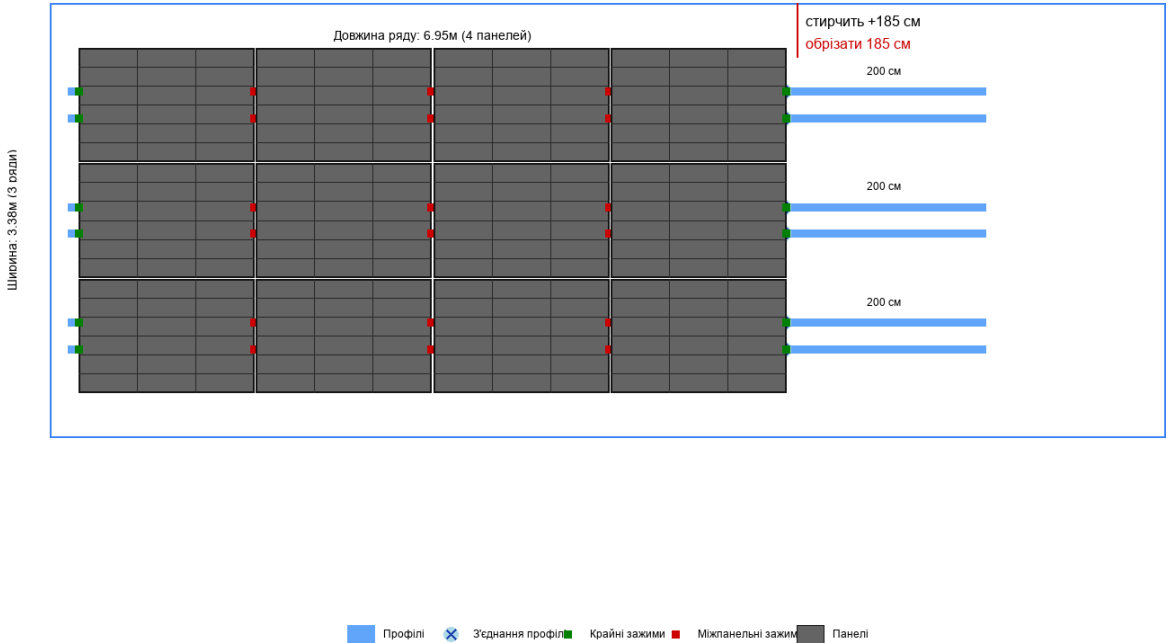 стирчить +185 см
Довжина ряду: 6.95м (4 панелей)
обрізати 185 см
200 см
Ширина: 3.38м (3 ряди)
200 см
200 см
Профілі
З'єднання профіл
Крайні зажими
Міжпанельні зажим
Панелі